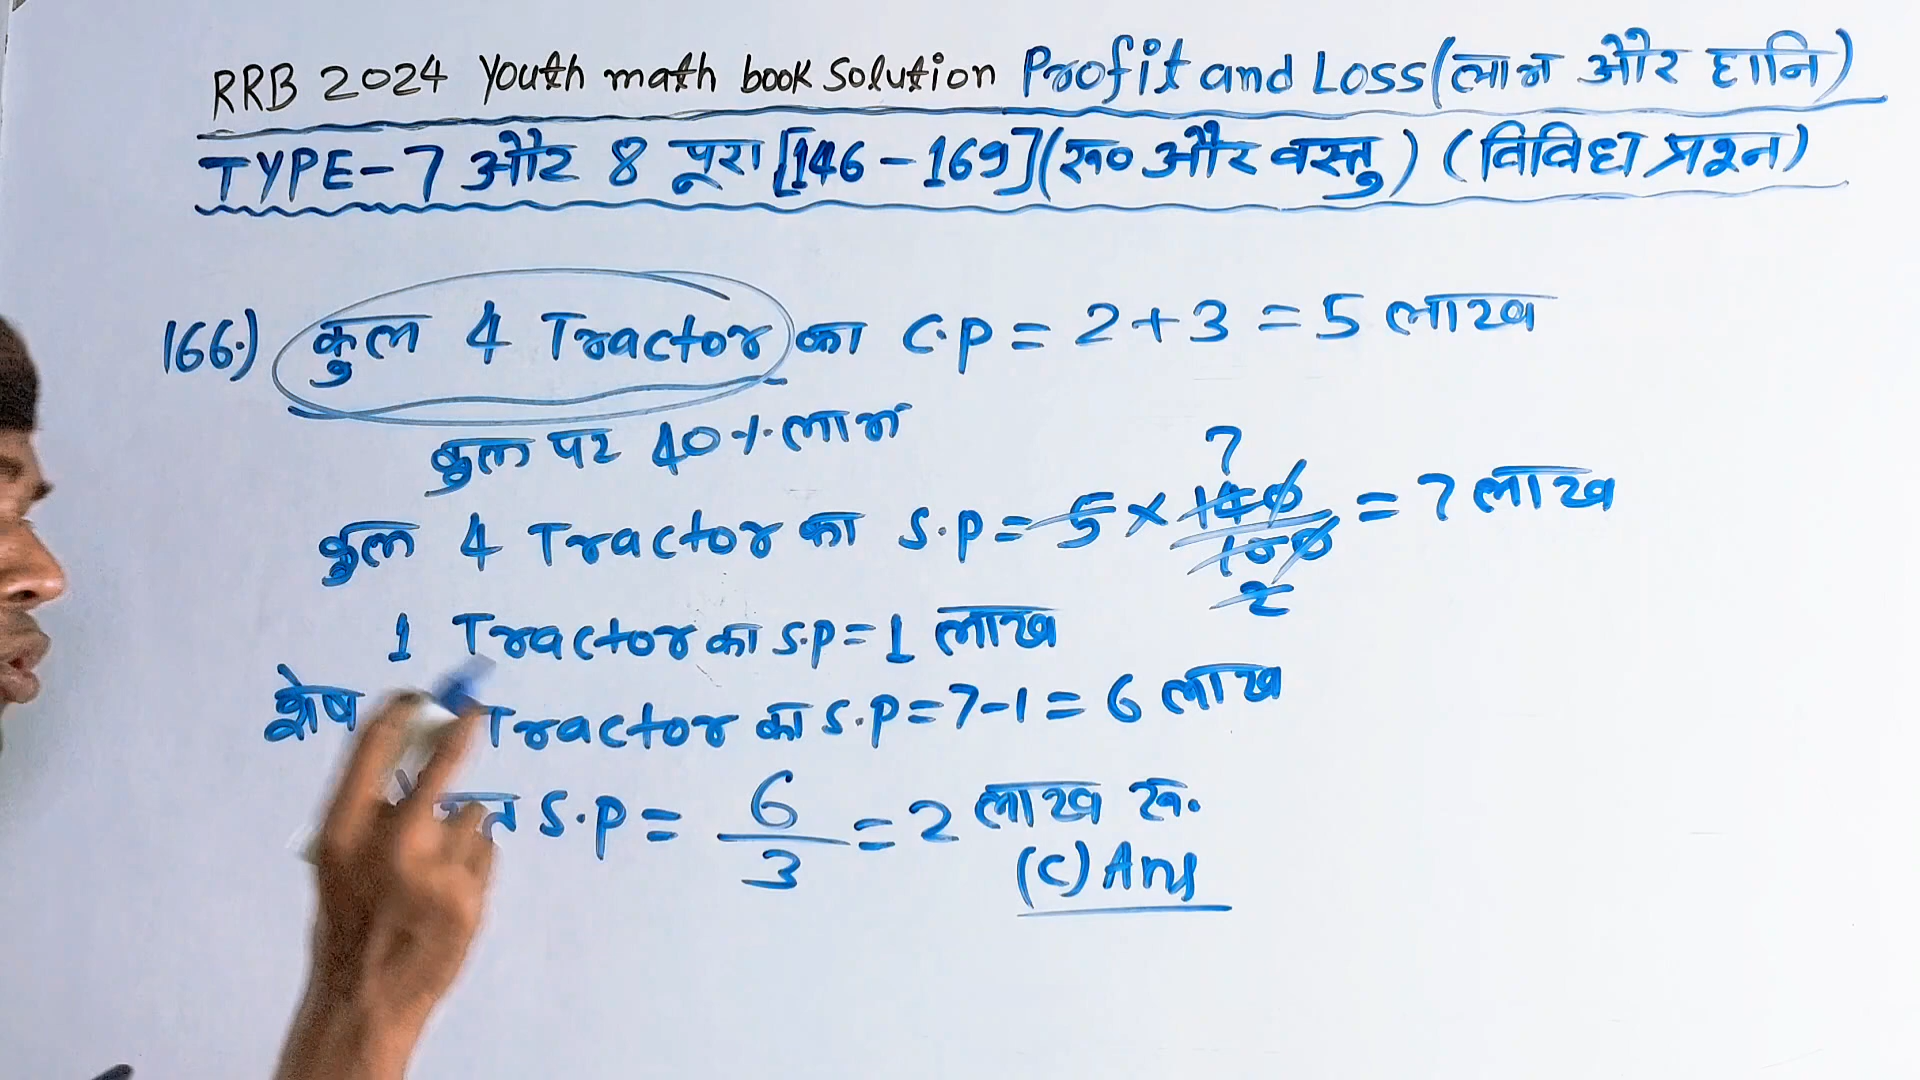 RRB 2024 Youth math book Solution Profit and Loss (लाभ और हानि)
TYPE-7 और 8 पूरा [146-169] (रू० और वस्तु) (विविध प्रश्न)
166.) कुल 4 Tractor का C.P = 2+3 = 5 लाख
कुल पर 40% लाभ
कुल 4 Tractor का S.P = 5 × 140/100 = 7 लाख
7
2
1 Tractor का S.P = 1 लाख
शेष Tractor का S.P = 7-1 = 6 लाख
S.P = 6/3 = 2 लाख रू.
(C) Ans